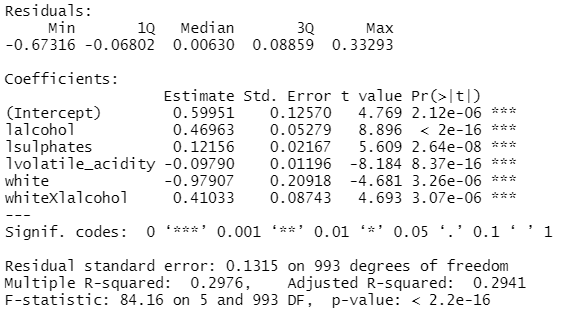 Residuals:
     Min       1Q   Median       3Q      Max
-0.67316 -0.06802  0.00630  0.08859  0.33293

Coefficients:
                   Estimate Std. Error t value Pr(>|t|)
(Intercept)         0.59951    0.12570   4.769 2.12e-06 ***
lalcohol            0.46963    0.05279   8.896  < 2e-16 ***
lsulphates          0.12156    0.02167   5.609 2.64e-08 ***
lvolatile_acidity  -0.09790    0.01196  -8.184 8.37e-16 ***
white              -0.97907    0.20918  -4.681 3.26e-06 ***
whiteXlalcohol      0.41033    0.08743   4.693 3.07e-06 ***
---
Signif. codes:  0 ‘***’ 0.001 ‘**’ 0.01 ‘*’ 0.05 ‘.’ 0.1 ‘ ’ 1

Residual standard error: 0.1315 on 993 degrees of freedom
Multiple R-squared:  0.2976,    Adjusted R-squared:  0.2941
F-statistic: 84.16 on 5 and 993 DF,  p-value: < 2.2e-16